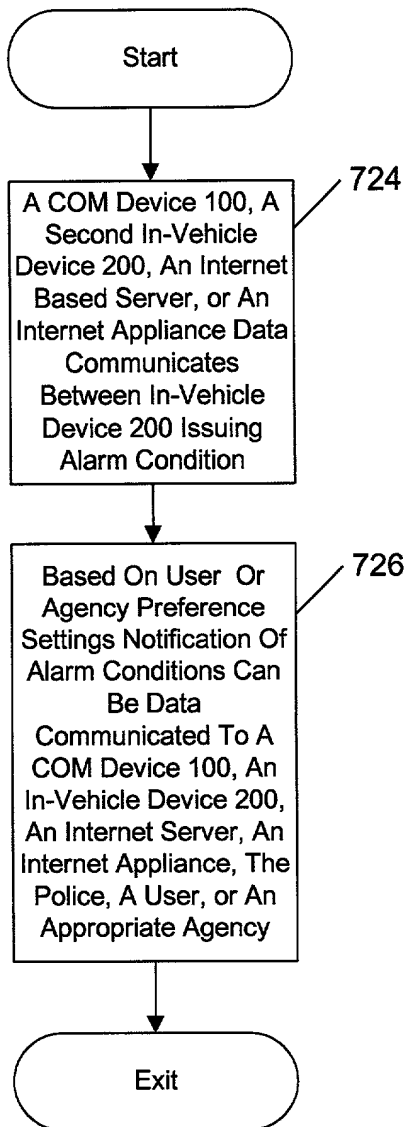 Start
724
A COM Device 100, A
Second In-Vehicle
Device 200, An Internet
Based Server, or An
Internet Appliance Data
Communicates
Between In-Vehicle
Device 200 Issuing
Alarm Condition
726
Based On User Or
Agency Preference
Settings Notification Of
Alarm Conditions Can
Be Data
Communicated To A
COM Device 100, An
In-Vehicle Device 200,
An Internet Server, An
Internet Appliance, The
Police, A User, or An
Appropriate Agency
Exit